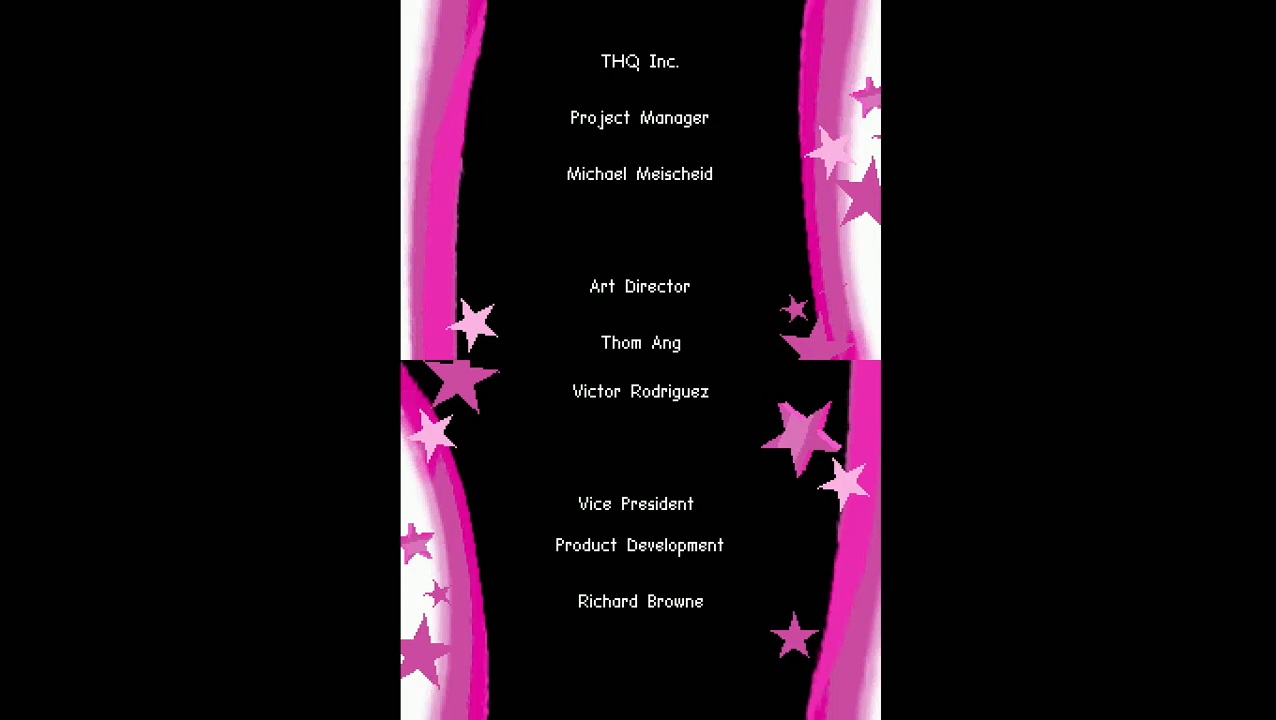 THQ Inc.
Project Manager
Michael Meischeid
Art Director
Thom Ang
Victor Rodriguez
Vice President
Product Development
Richard Browne